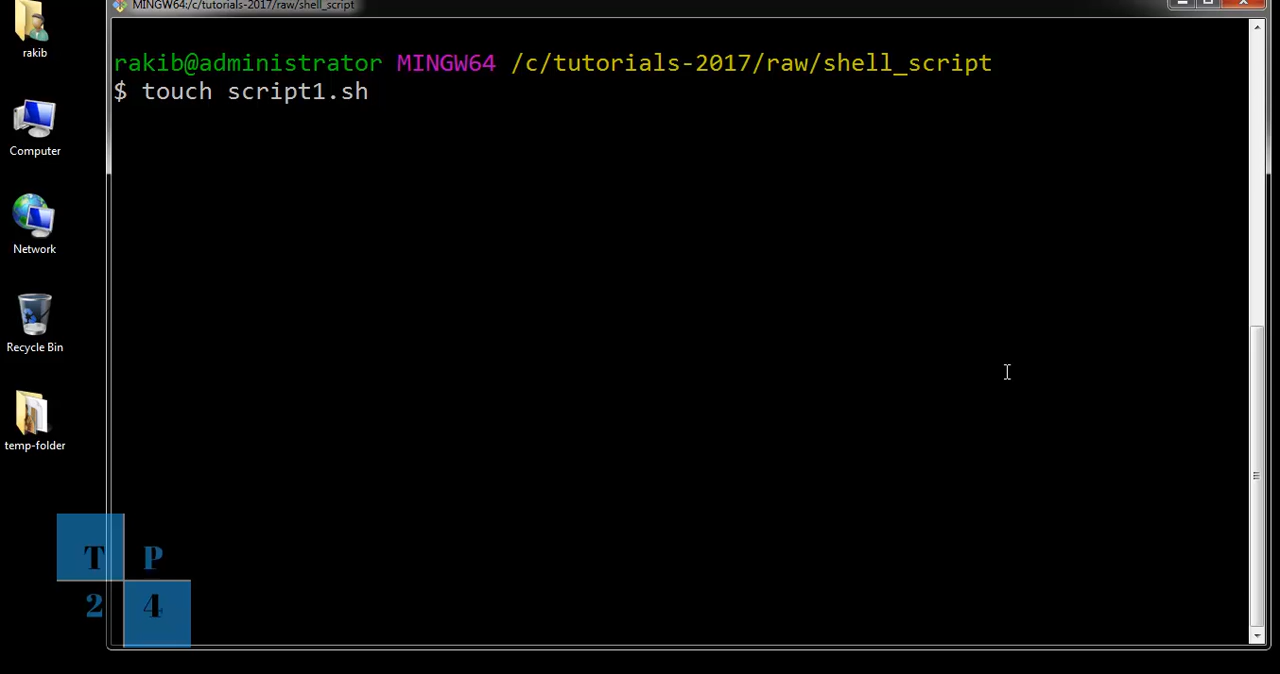 MINGW64:/c/tutorials-2017/raw/shell_script
rakib
rakib@administrator MINGW64 /c/tutorials-2017/raw/shell_script
$ touch script1.sh
Computer
Network
Recycle Bin
temp-folder
T P
2 4